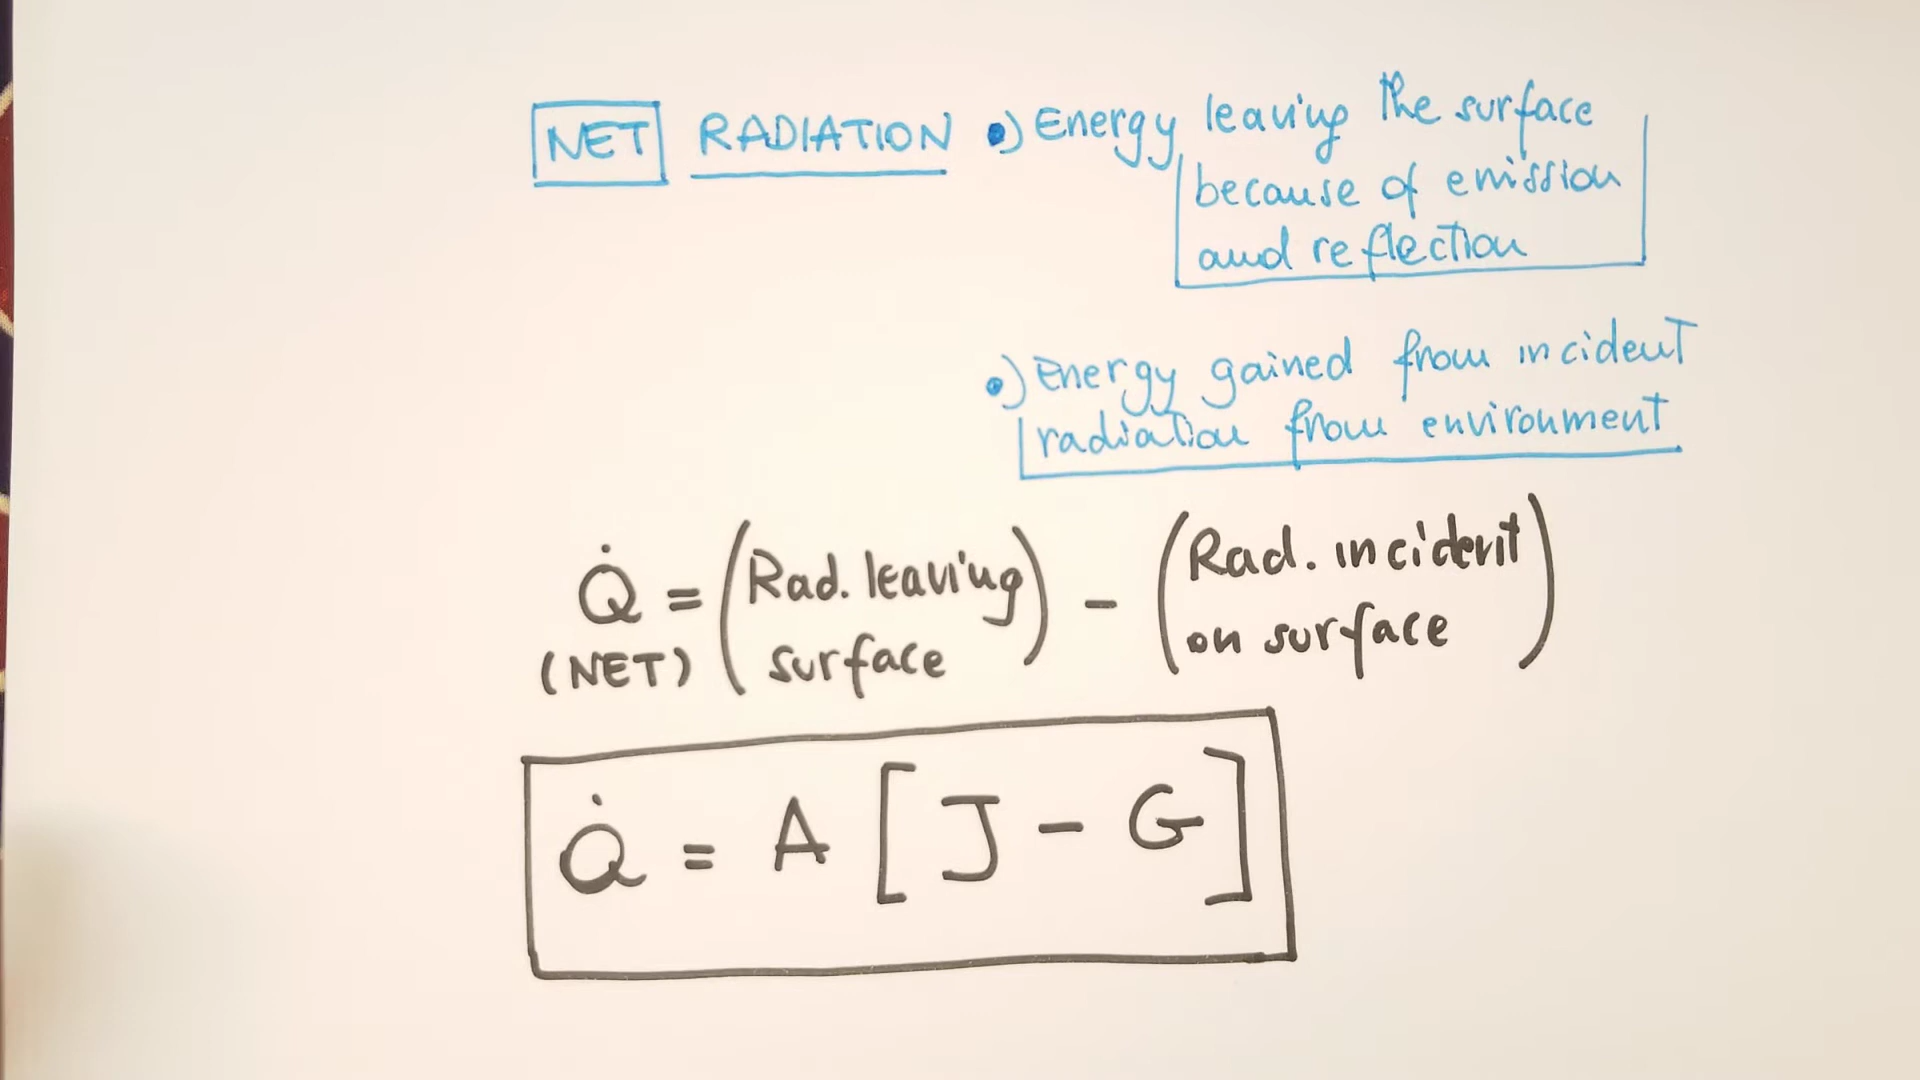 NET RADIATION •) Energy leaving the surface
because of emission
and reflection
•) Energy gained from incident
radiation from environment
Q̇ = (Rad. leaving surface) - (Rad. incident on surface)
(NET)
Q̇ = A [J - G]